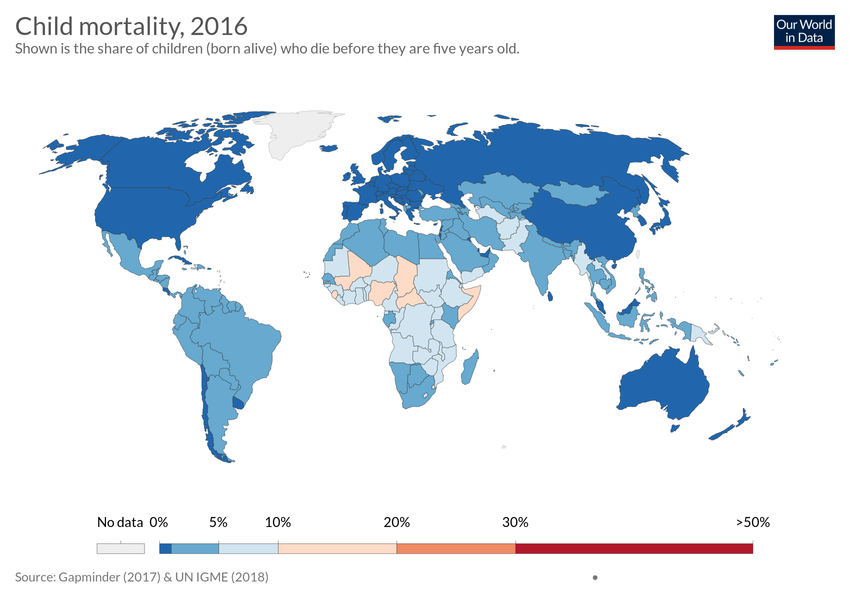 Child mortality, 2016
Shown is the share of children (born alive) who die before they are five years old.
Our World
in Data
No data 0% 5% 10% 20% 30% >50%
Source: Gapminder (2017) & UN IGME (2018)